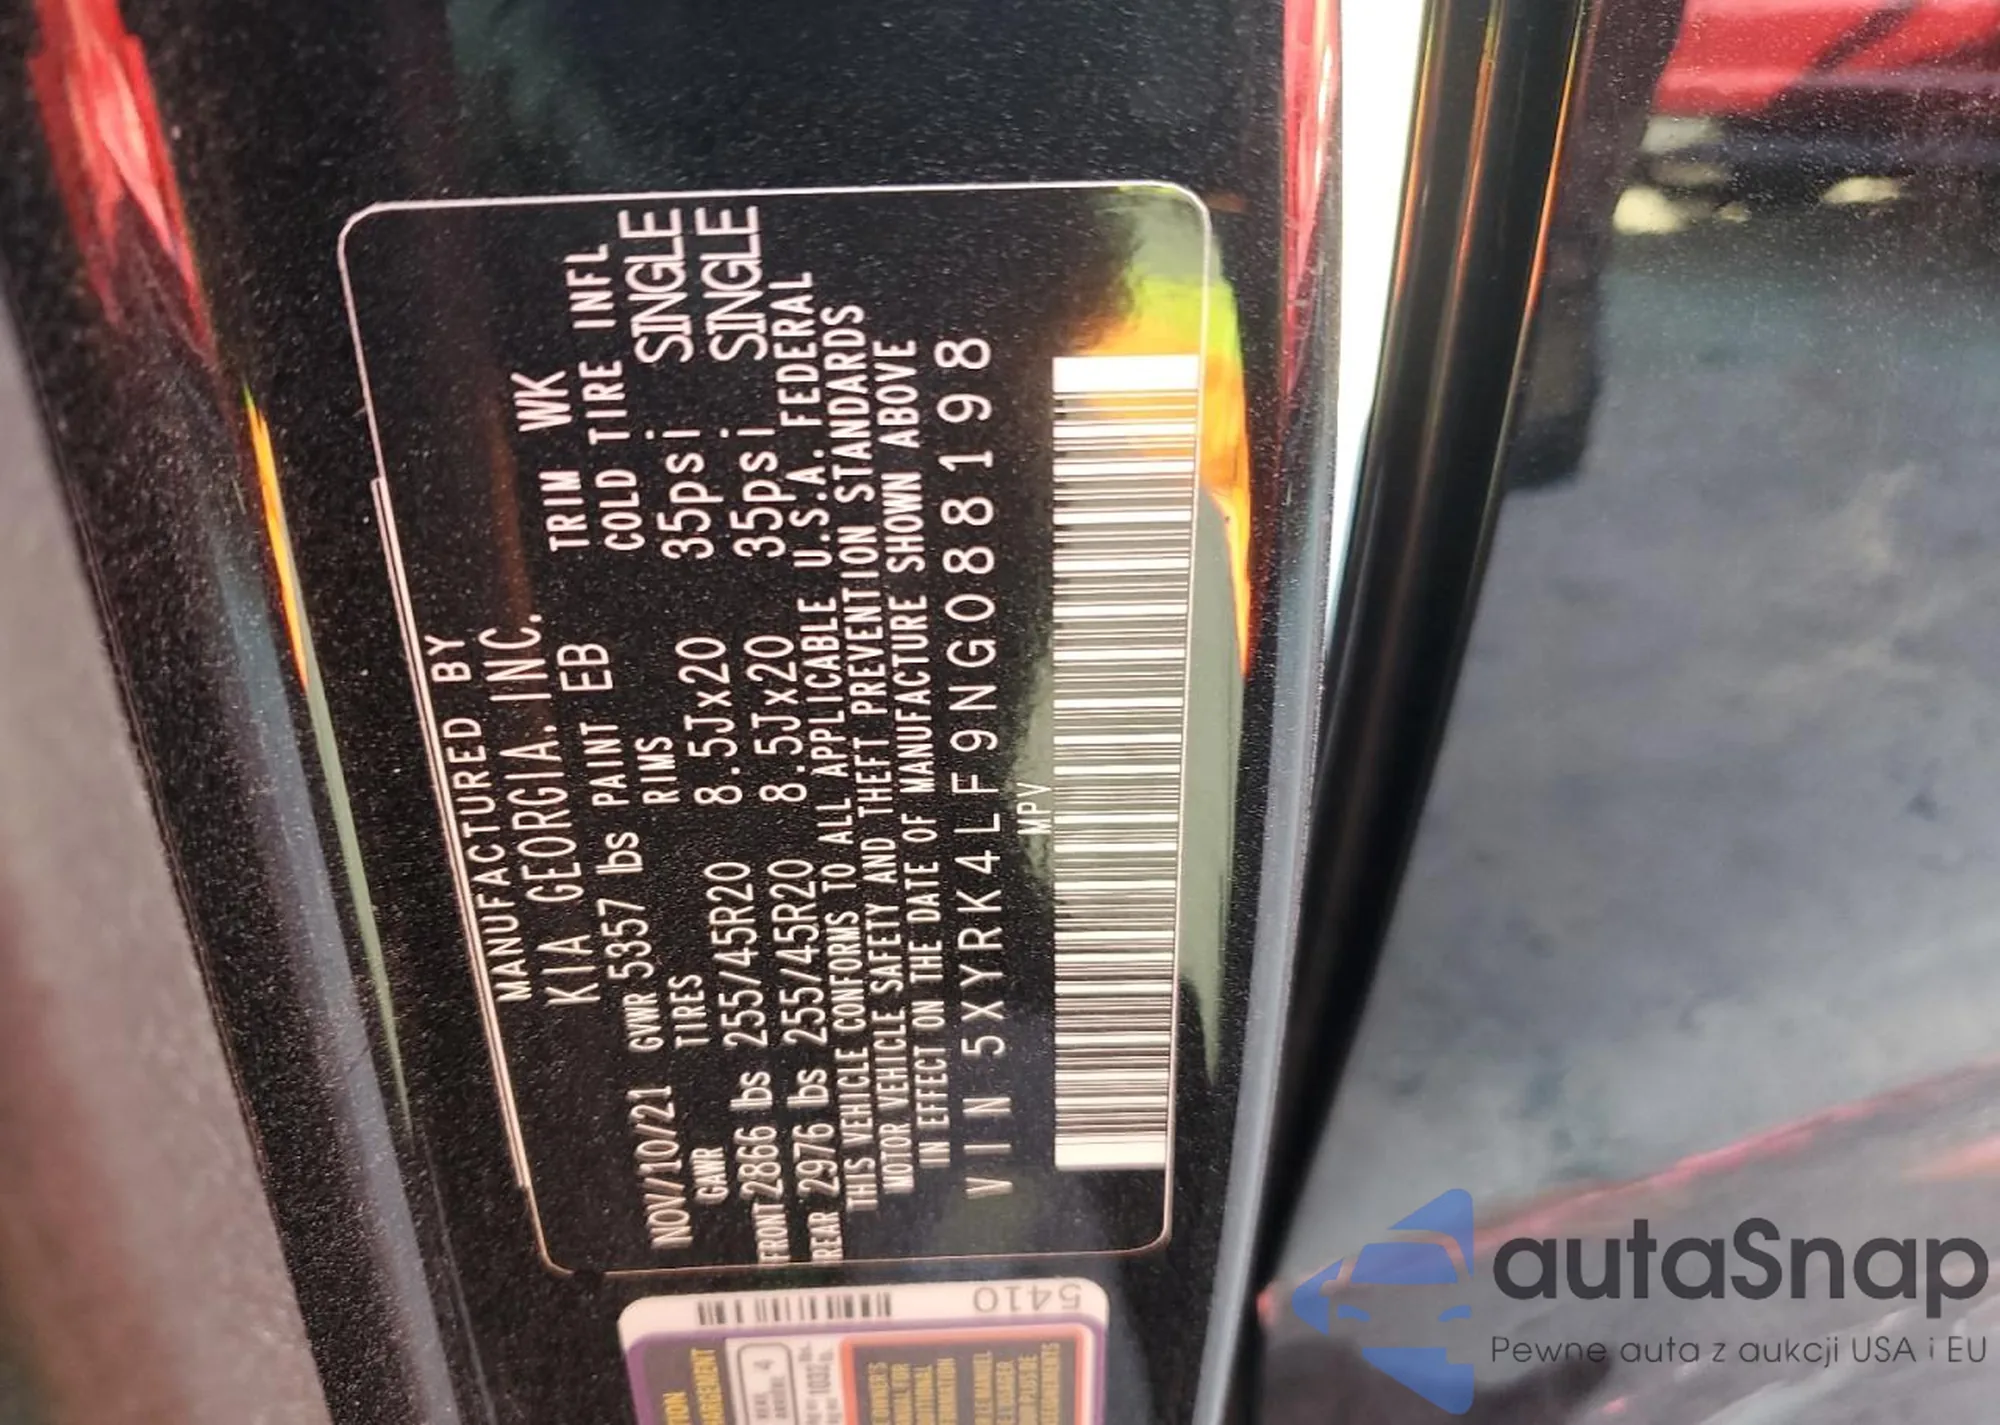 MANUFACTURED BY
KIA GEORGIA. INC.
NOV/10/21 GVWR 5357 lbs PAINT EB TRIM WK
GAWR TIRES RIMS COLD TIRE INFL
FRONT 2866 lbs 255/45R20 8.5Jx20 35psi SINGLE
REAR 2976 lbs 255/45R20 8.5Jx20 35psi SINGLE
THIS VEHICLE CONFORMS TO ALL APPLICABLE U.S.A. FEDERAL
MOTOR VEHICLE SAFETY AND THEFT PREVENTION STANDARDS
IN EFFECT ON THE DATE OF MANUFACTURE SHOWN ABOVE
VIN 5XYRK4LF9NG088198
MPV
5410
autaSnap
Pewne auta z aukcji USA i EU